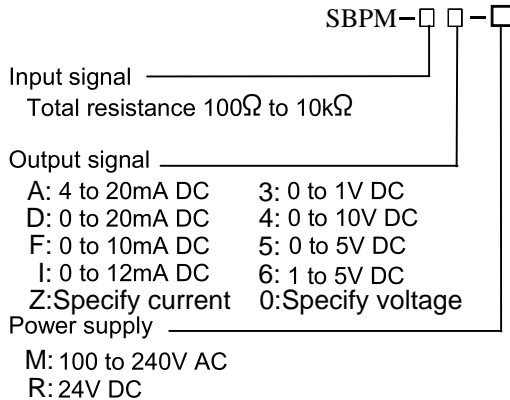 SBPM-□ □-□
Input signal
Total resistance 100Ω to 10kΩ
Output signal
A: 4 to 20mA DC 3: 0 to 1V DC
D: 0 to 20mA DC 4: 0 to 10V DC
F: 0 to 10mA DC 5: 0 to 5V DC
I: 0 to 12mA DC 6: 1 to 5V DC
Z:Specify current 0:Specify voltage
Power supply
M: 100 to 240V AC
R: 24V DC